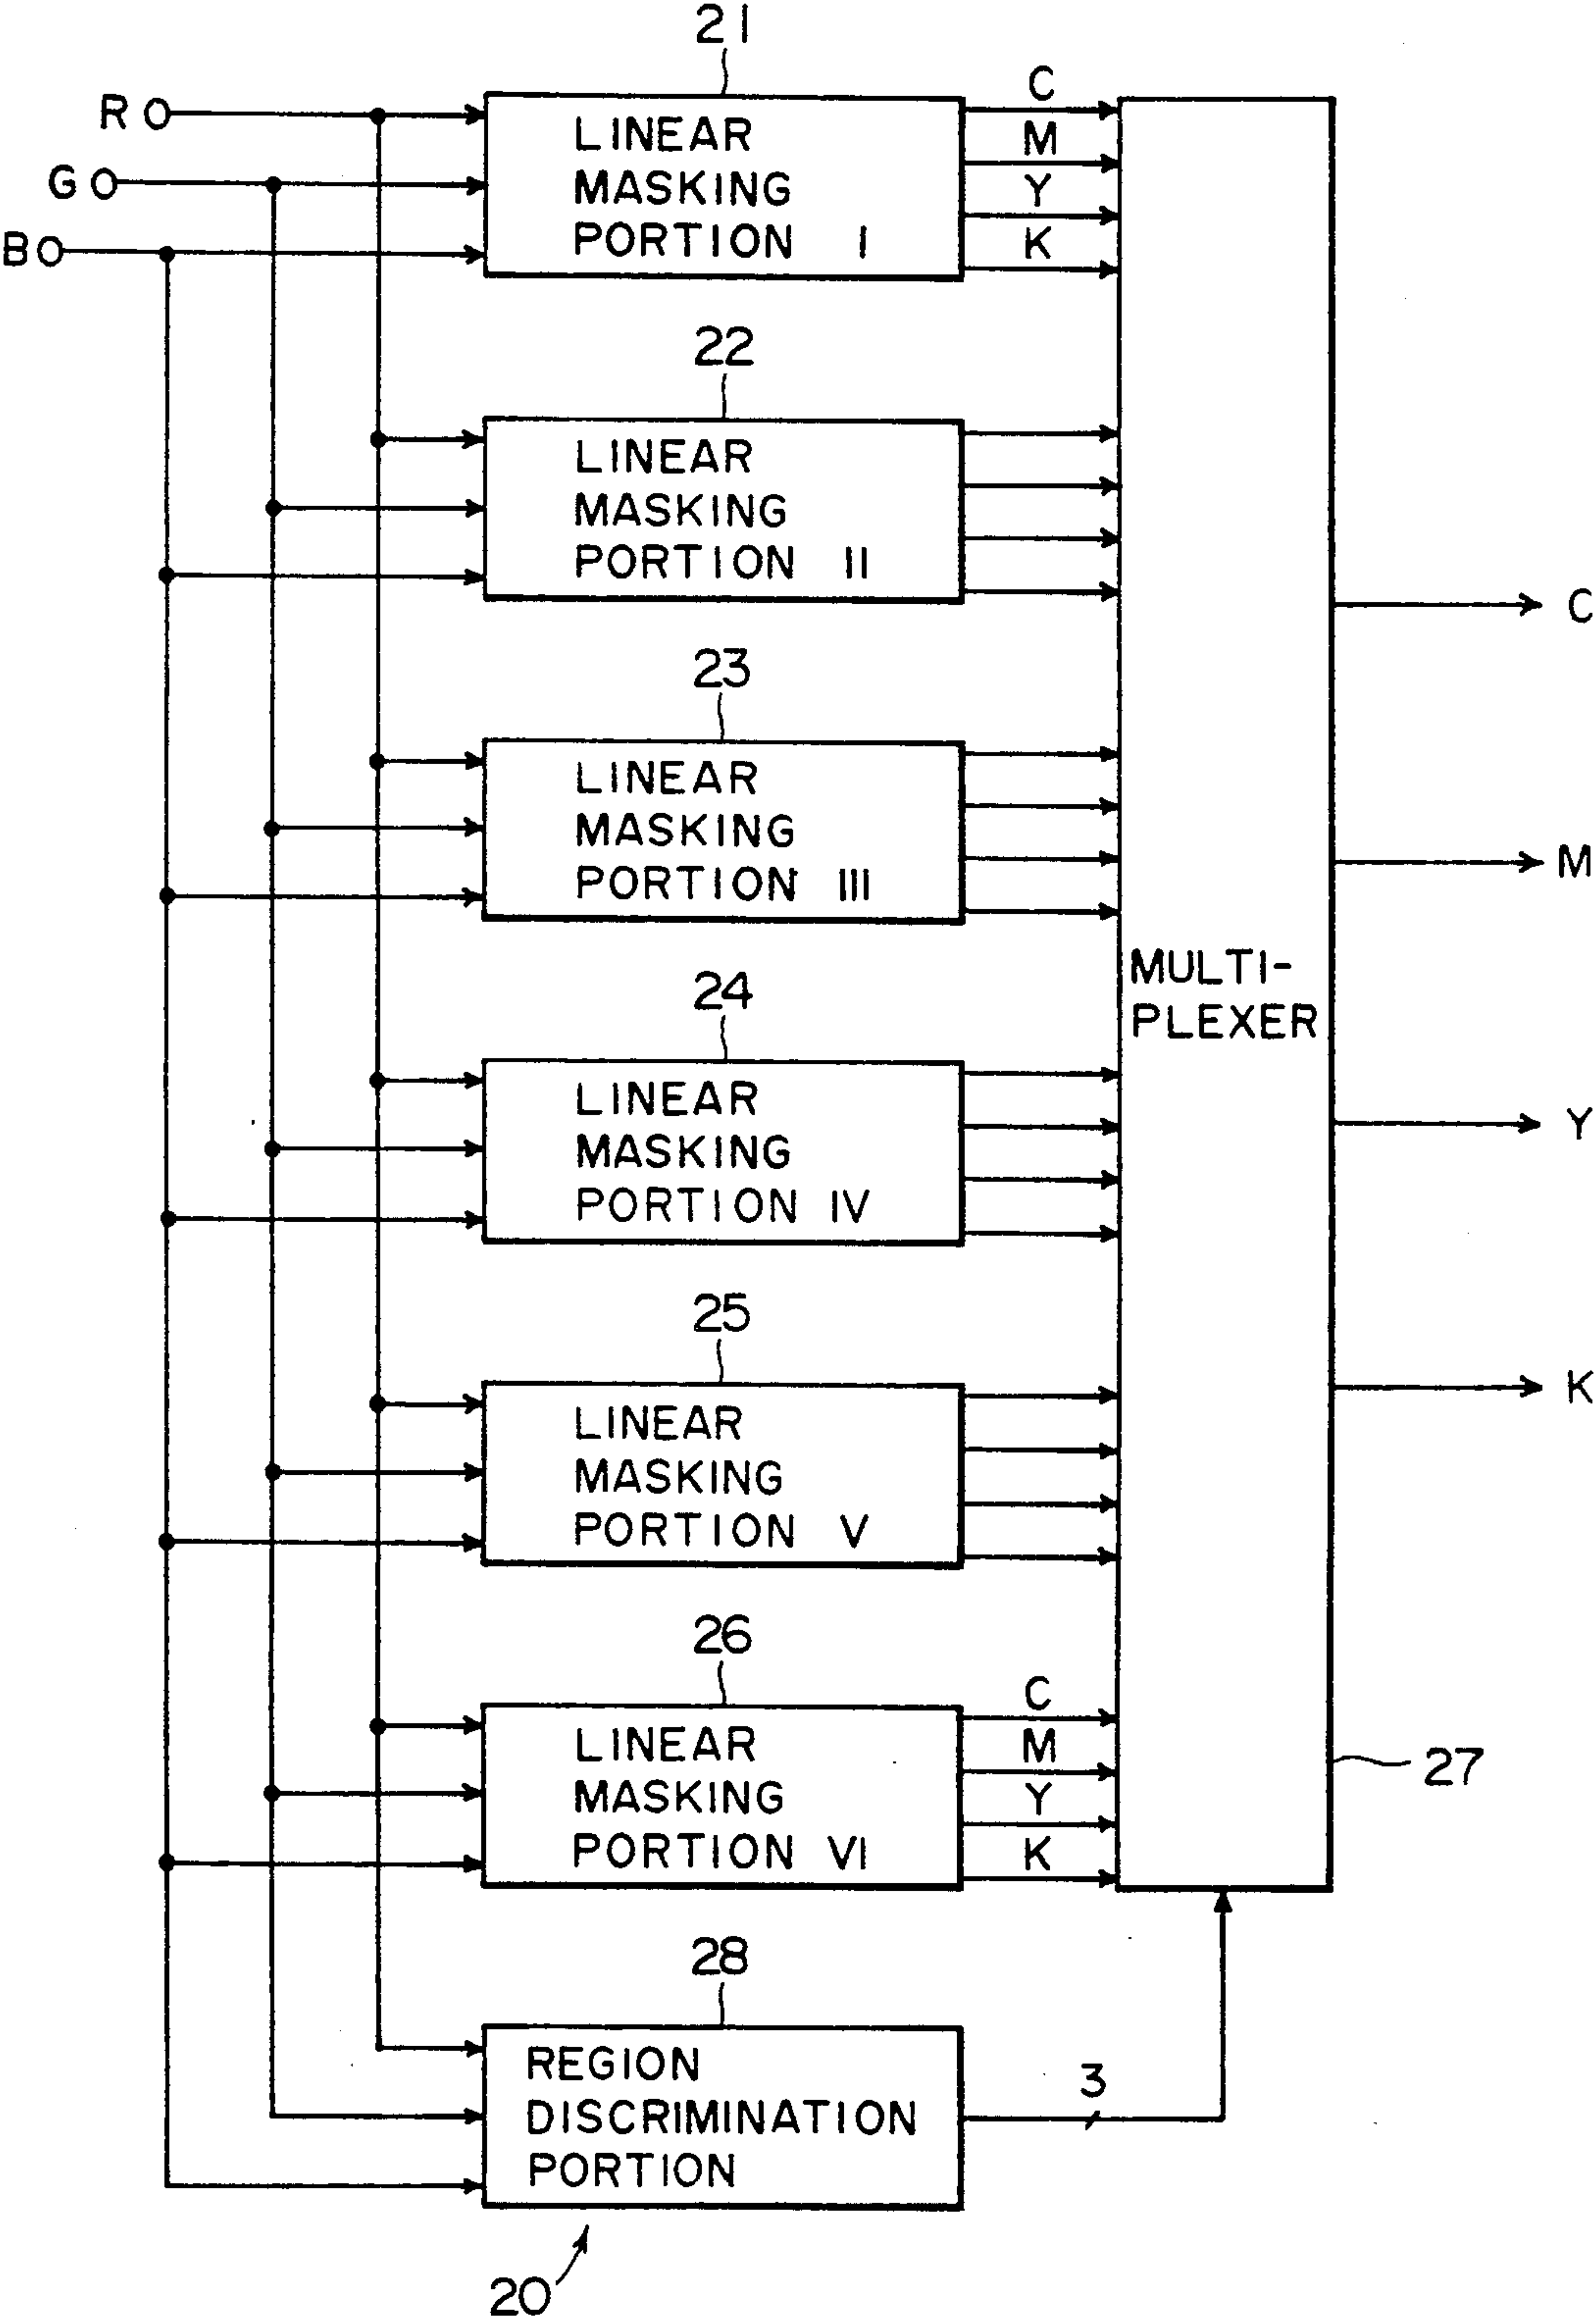 21
R
G
B
LINEAR
MASKING
PORTION I
C
M
Y
K
22
LINEAR
MASKING
PORTION II
23
LINEAR
MASKING
PORTION III
24
LINEAR
MASKING
PORTION IV
25
LINEAR
MASKING
PORTION V
26
LINEAR
MASKING
PORTION VI
C
M
Y
K
MULTI-
PLEXER
C
M
Y
K
27
28
REGION
DISCRIMINATION
PORTION
3
20